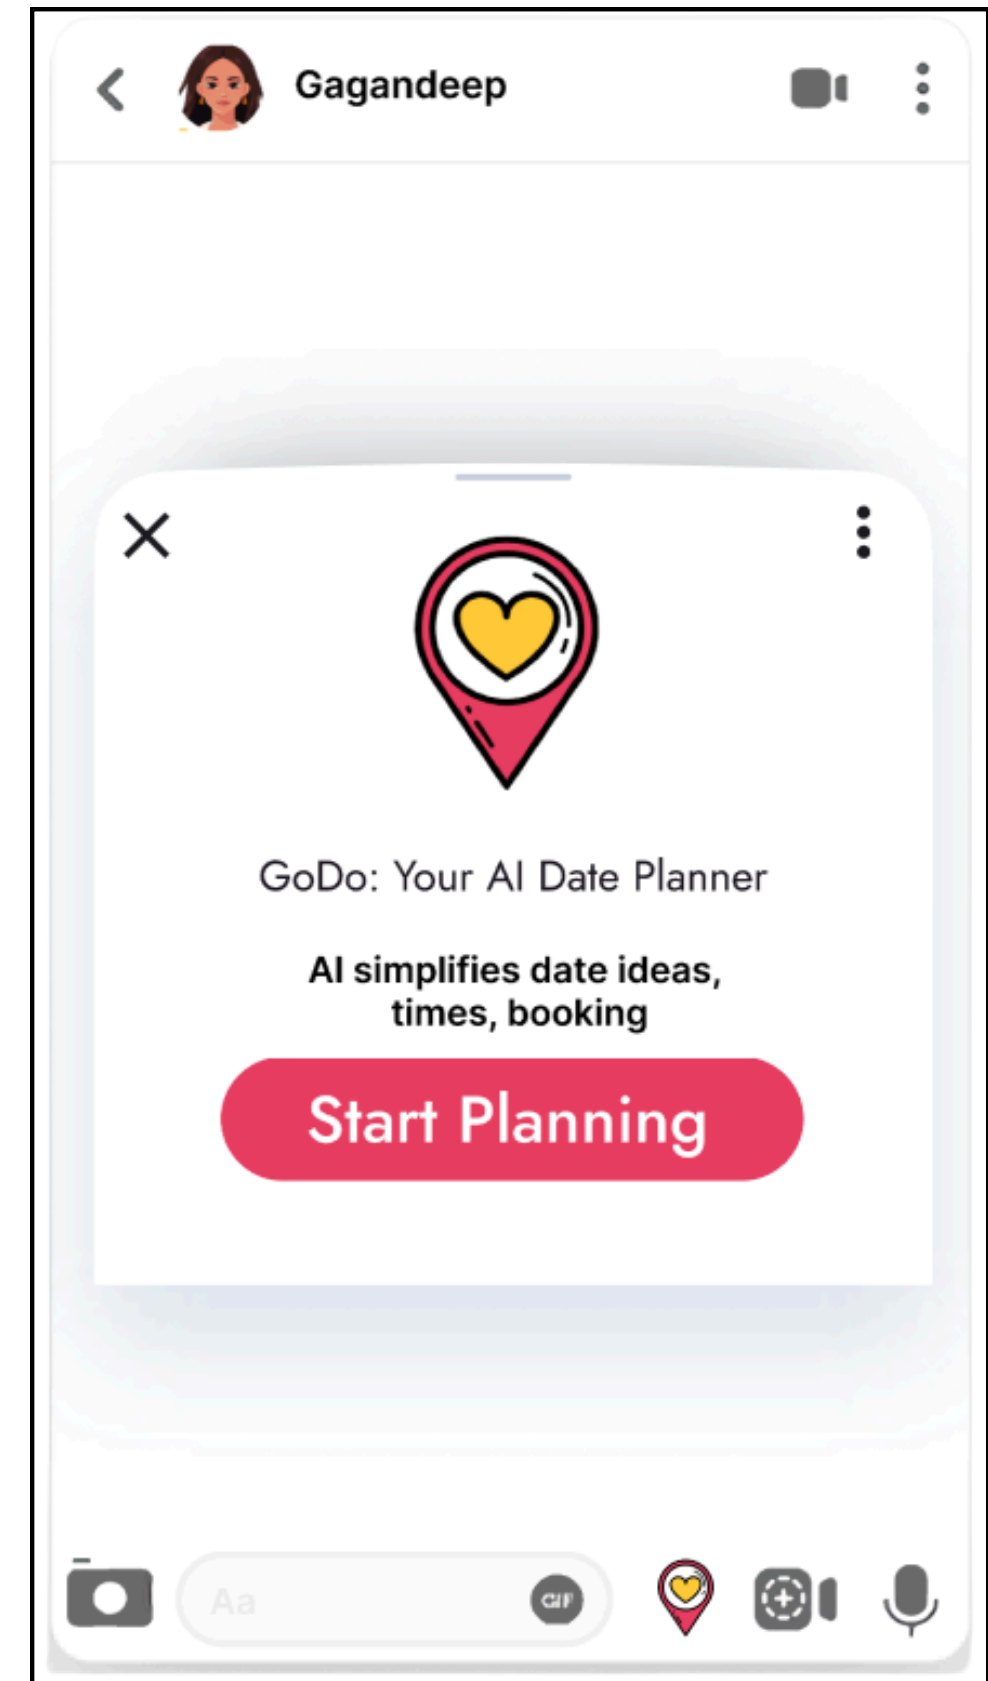 Gagandeep
GoDo: Your AI Date Planner
AI simplifies date ideas,
times, booking
Start Planning
Aa
GIF